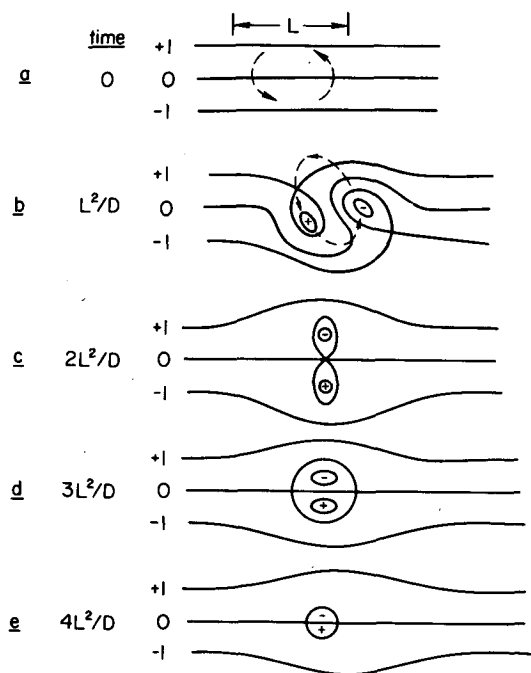 L
time
a 0 +1 0 -1
b L²/D +1 0 -1 + -
c 2L²/D +1 0 -1 - +
d 3L²/D +1 0 -1 - +
e 4L²/D +1 0 -1 - +